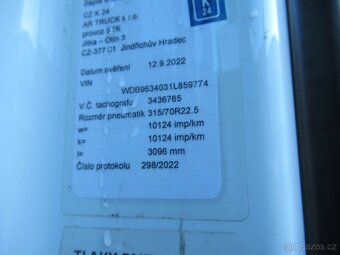 CZ K 24
AR TRUCK s.r.o.
provoz STK
Jitka - Otín 3
CZ-377 01 Jindřichův Hradec
K
24
Datum ověření 12.9.2022
VIN WDB9634031L859774
V.Č. tachografu 3436765
Rozměr pneumatik 315/70R22.5
w= 10124 imp/km
k= 10124 imp/km
l= 3096 mm
Číslo protokolu 298/2022